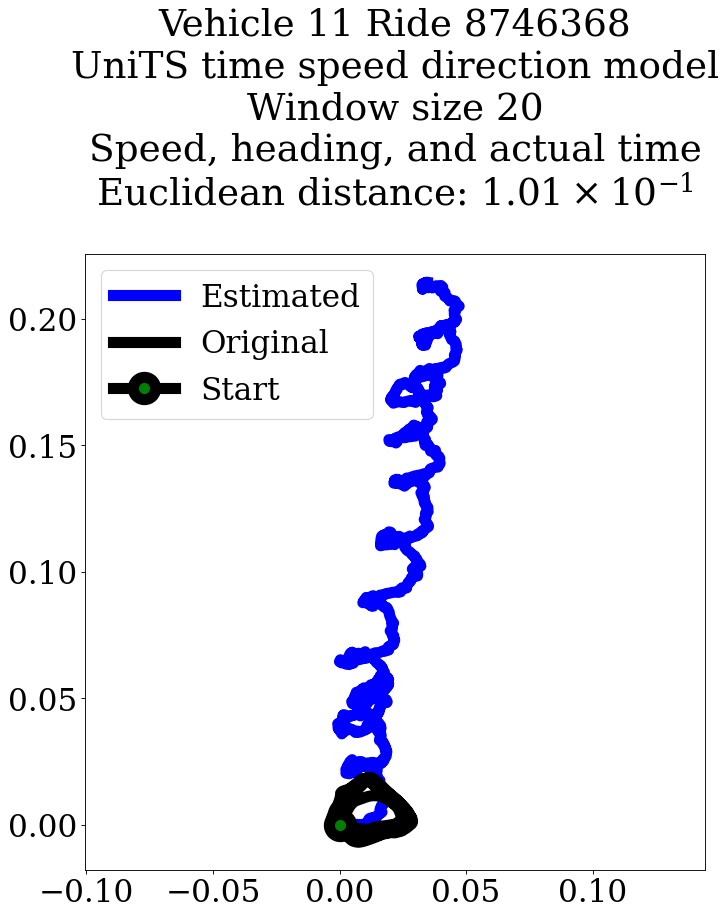 Vehicle 11 Ride 8746368
UniTS time speed direction model
Window size 20
Speed, heading, and actual time
Euclidean distance: 1.01 × 10⁻¹
Estimated
Original
Start
0.20
0.15
0.10
0.05
0.00
−0.10 −0.05 0.00 0.05 0.10